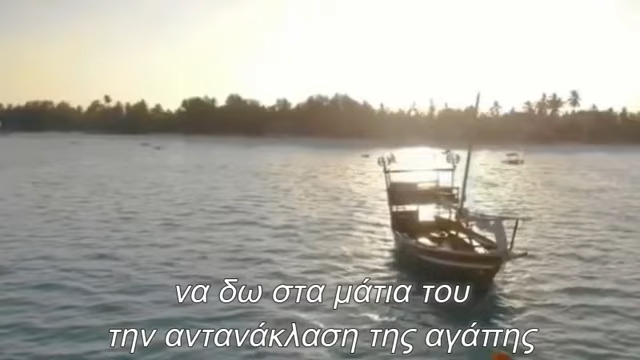 να δω στα μάτια του
την αντανάκλαση της αγάπης